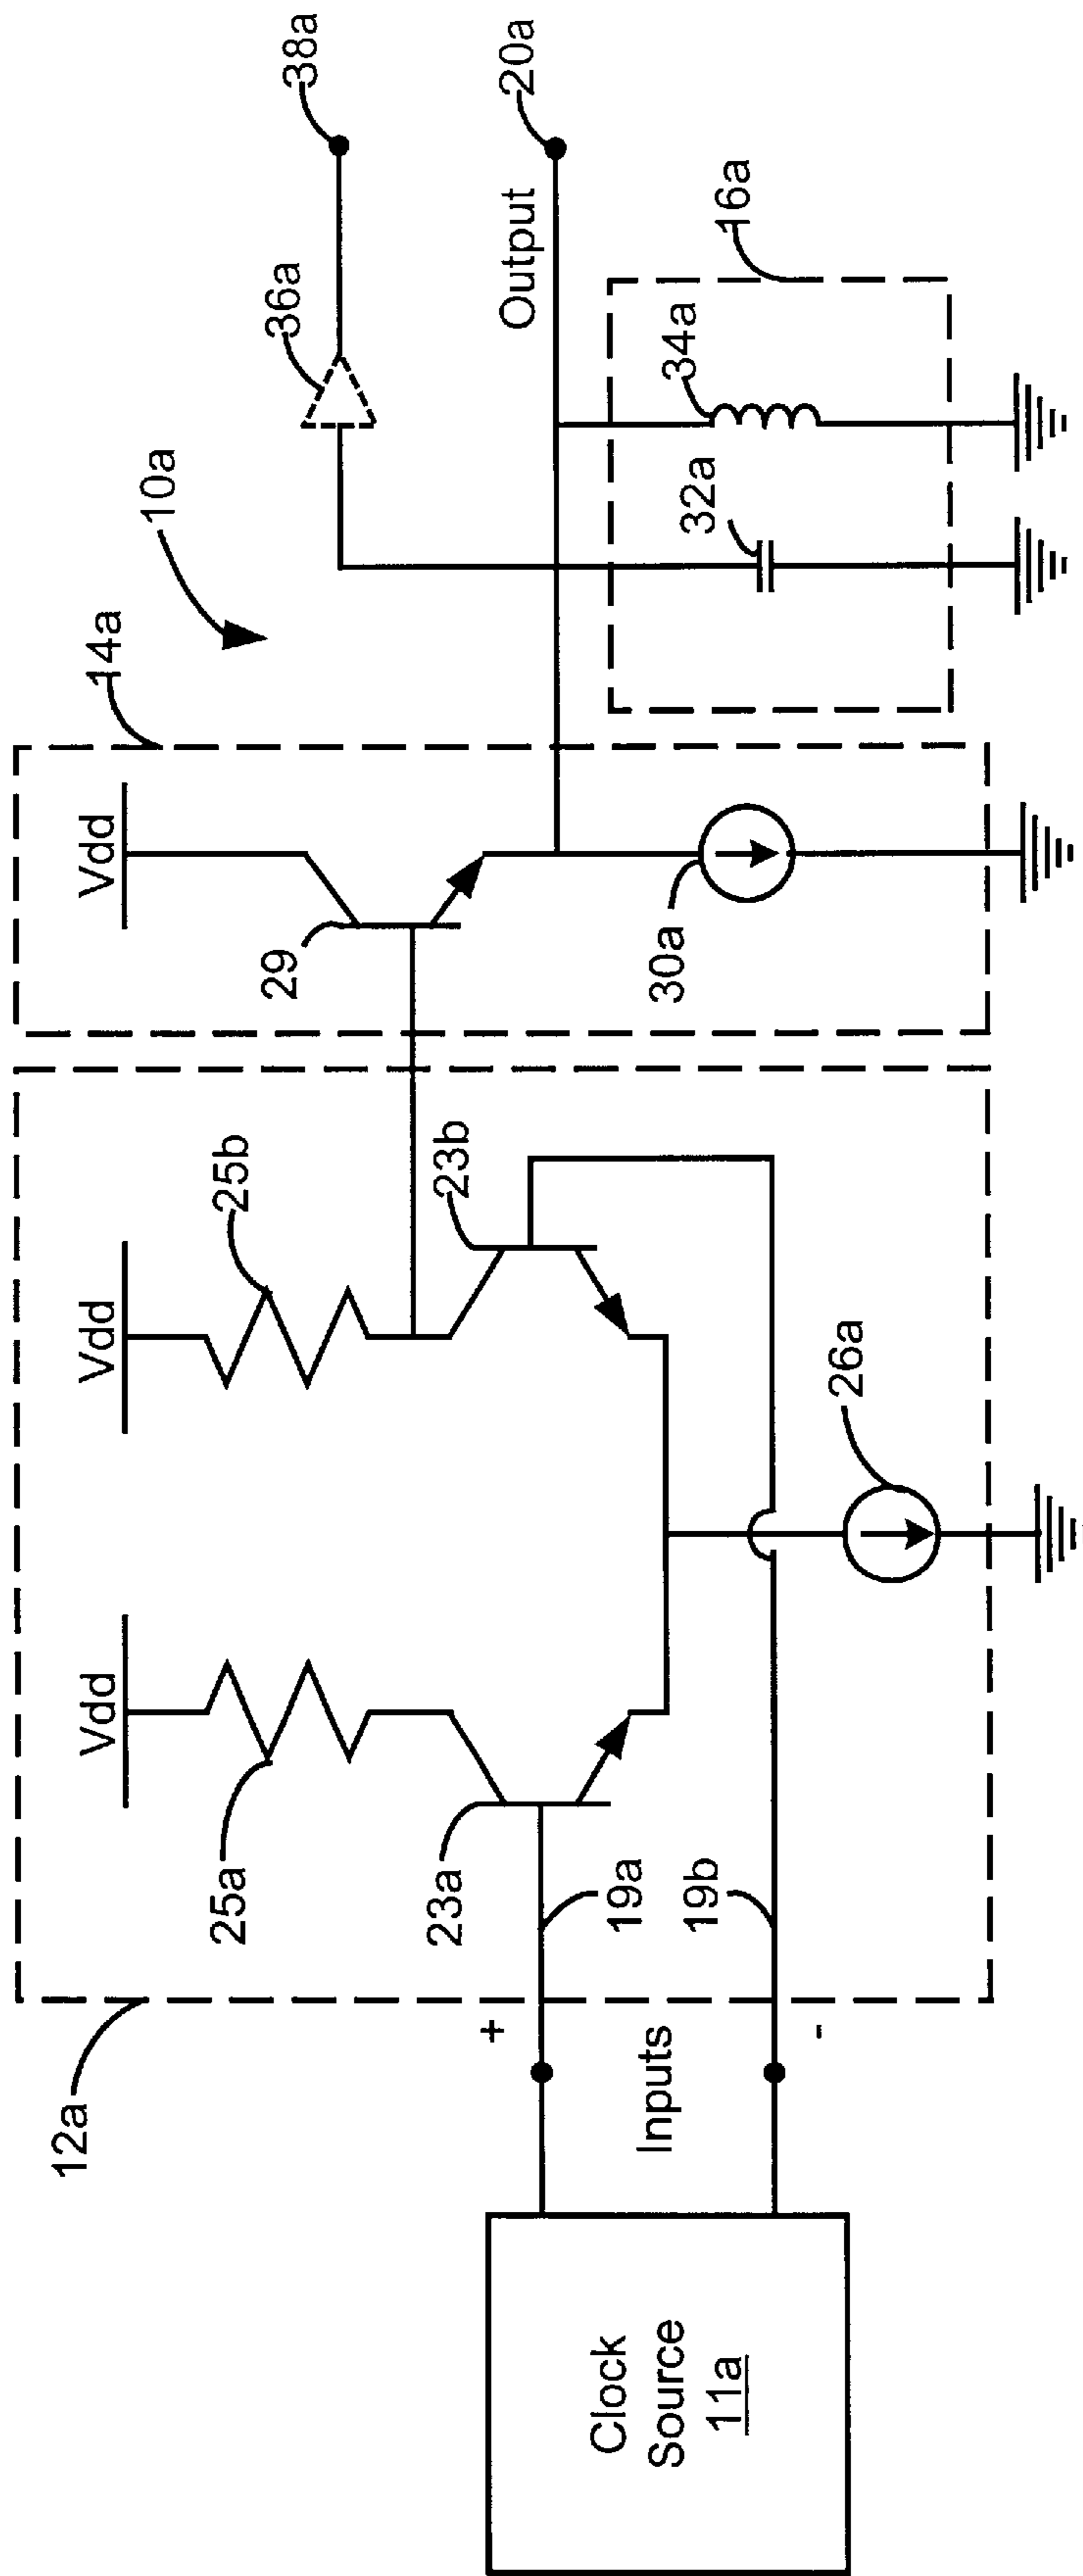 10a
38a
36a
14a
Vdd
Vdd
Vdd
20a
Output
16a
34a
32a
29
30a
25b
23b
25a
23a
26a
12a
19a
19b
+
Inputs
-
Clock
Source
11a